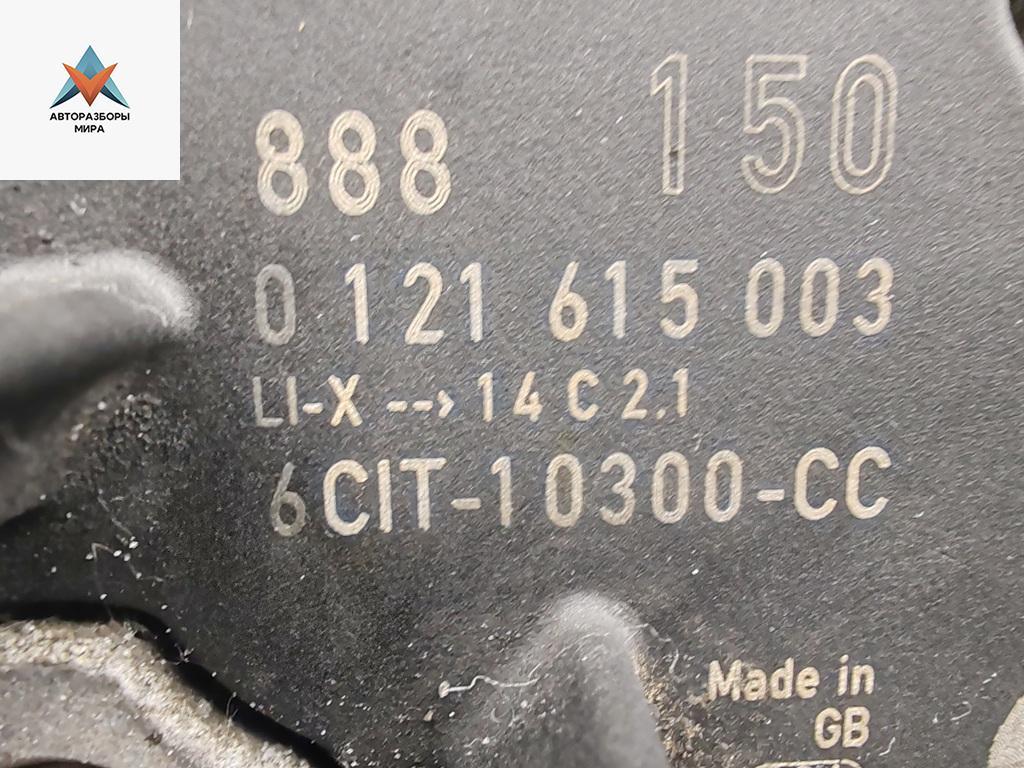 АВТОРАЗБОРЫ
МИРА
888 150
0 121 615 003
LI-X --> 14 C 2.1
6CIT-10300-CC
Made in
GB